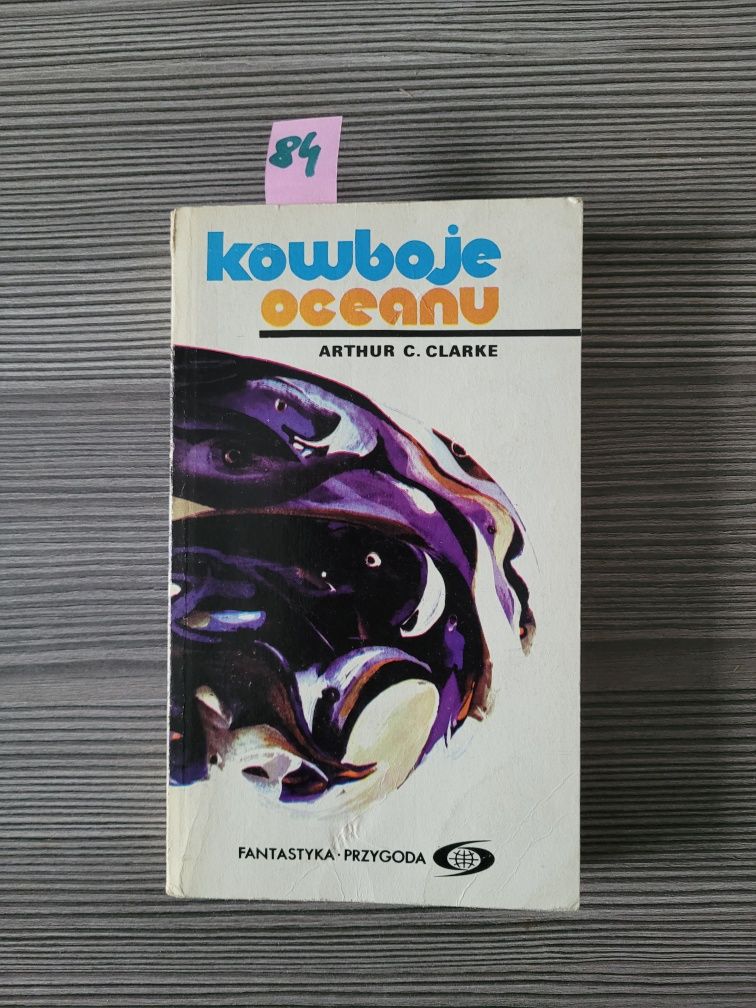 84
kowboje
oceanu
ARTHUR C. CLARKE
FANTASTYKA · PRZYGODA